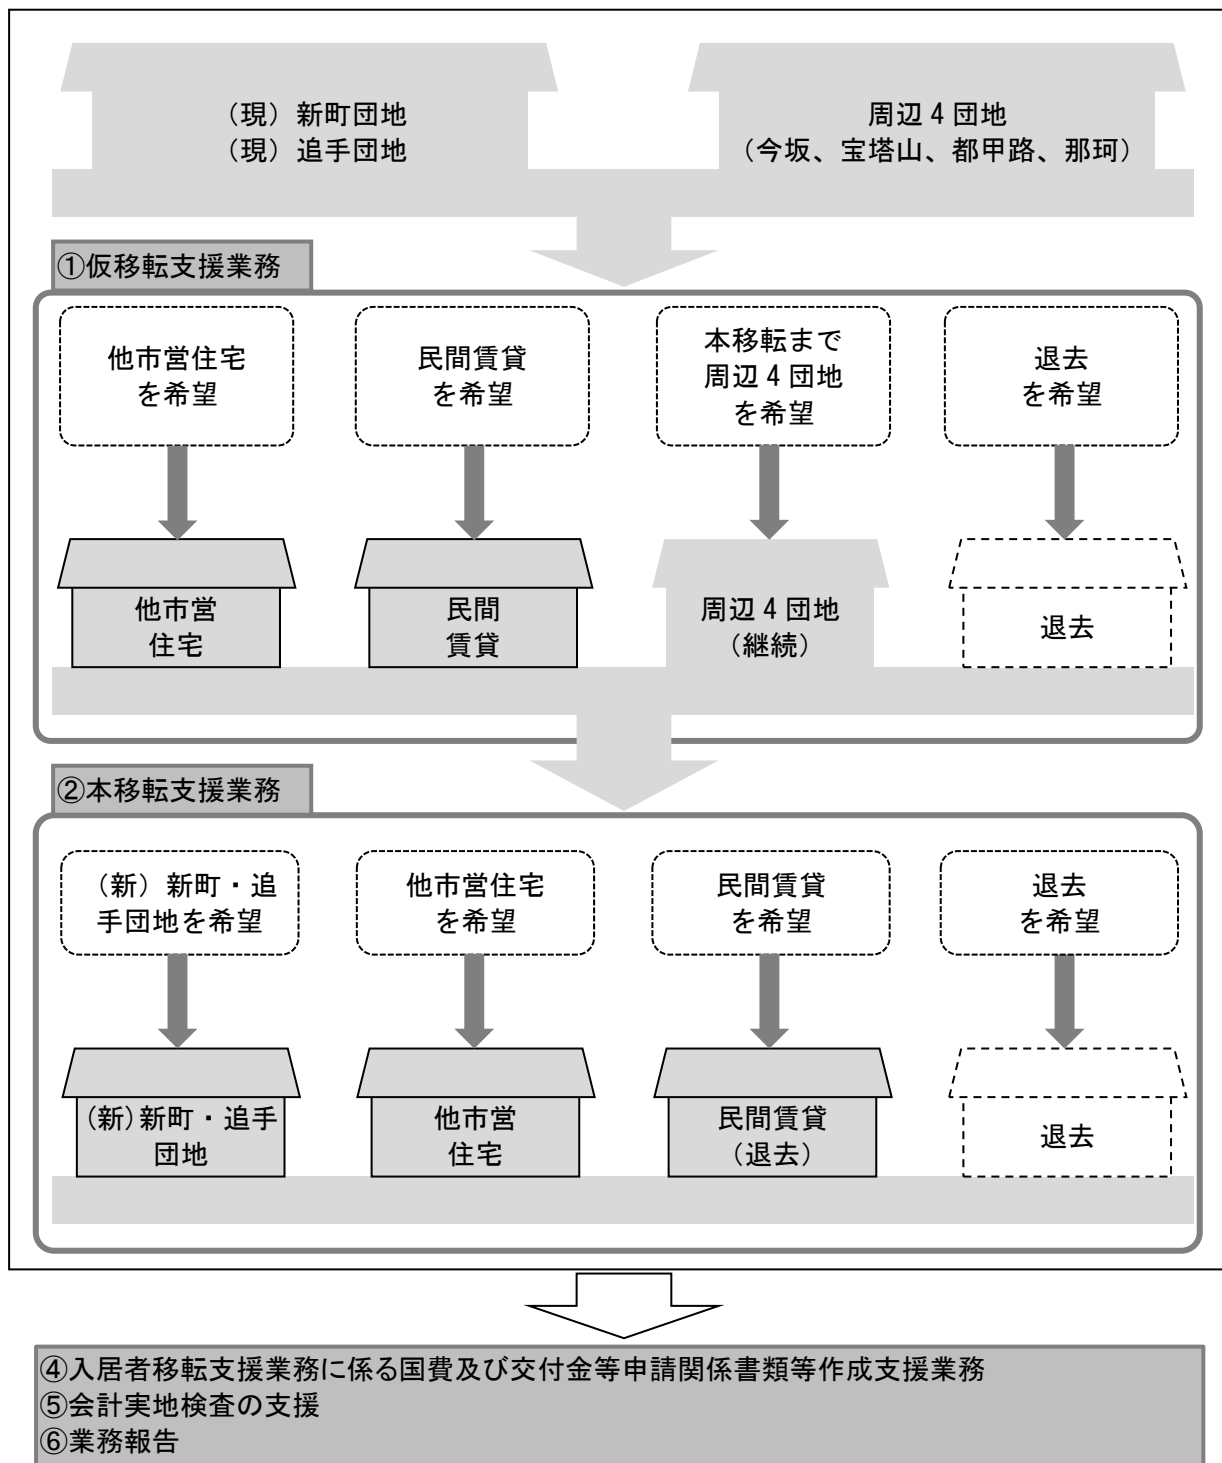 （現）新町団地
（現）追手団地
周辺４団地
（今坂、宝塔山、都甲路、那珂）
①仮移転支援業務
他市営住宅
を希望
民間賃貸
を希望
本移転まで
周辺４団地
を希望
退去
を希望
他市営
住宅
民間
賃貸
周辺４団地
（継続）
退去
②本移転支援業務
（新）新町・追
手団地を希望
他市営住宅
を希望
民間賃貸
を希望
退去
を希望
（新）新町・追手
団地
他市営
住宅
民間賃貸
（退去）
退去
④入居者移転支援業務に係る国費及び交付金等申請関係書類等作成支援業務
⑤会計実地検査の支援
⑥業務報告